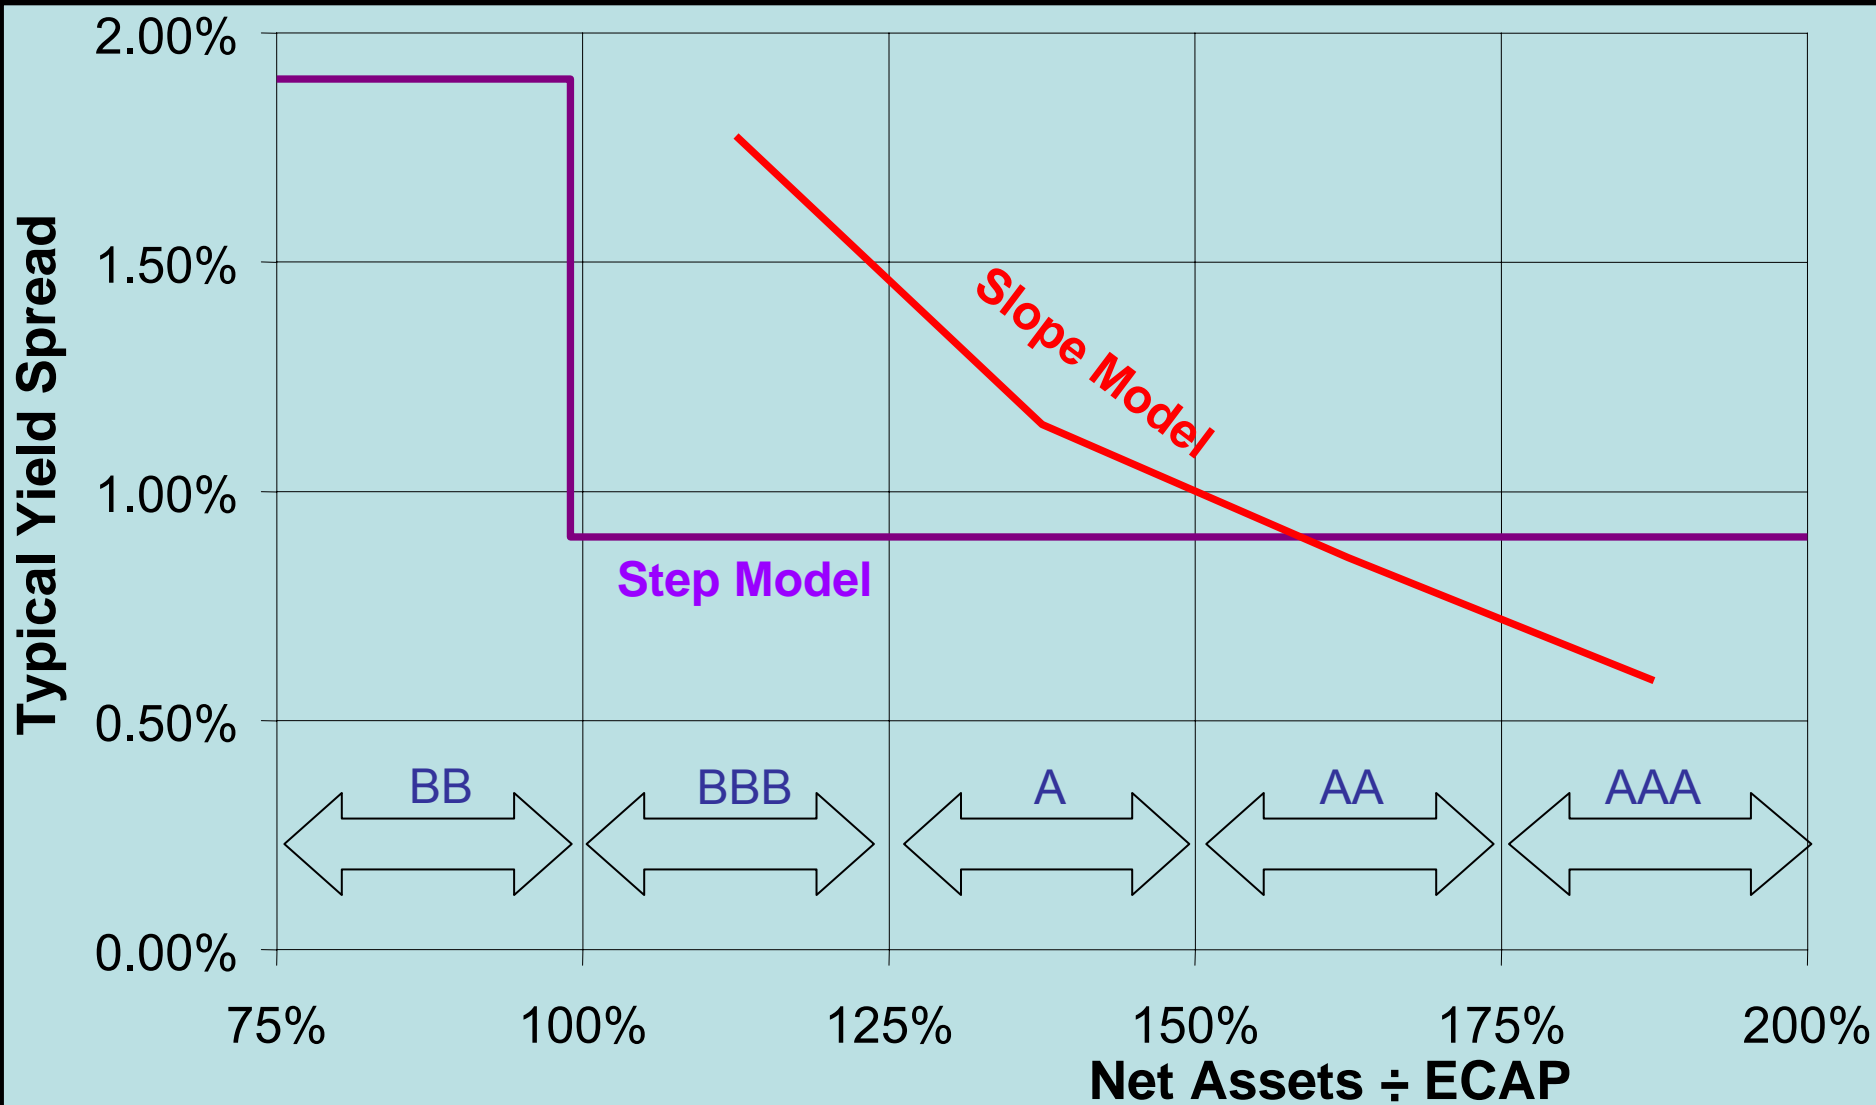 2.00%
1.50%
1.00%
0.50%
0.00%
Typical Yield Spread
Slope Model
Step Model
BB
BBB
A
AA
AAA
75%
100%
125%
150%
175%
200%
Net Assets ÷ ECAP